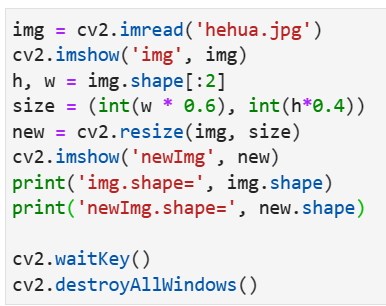 img = cv2.imread('hehua.jpg')
cv2.imshow('img', img)
h, w = img.shape[:2]
size = (int(w * 0.6), int(h*0.4))
new = cv2.resize(img, size)
cv2.imshow('newImg', new)
print('img.shape=', img.shape)
print('newImg.shape=', new.shape)

cv2.waitKey()
cv2.destroyAllWindows()